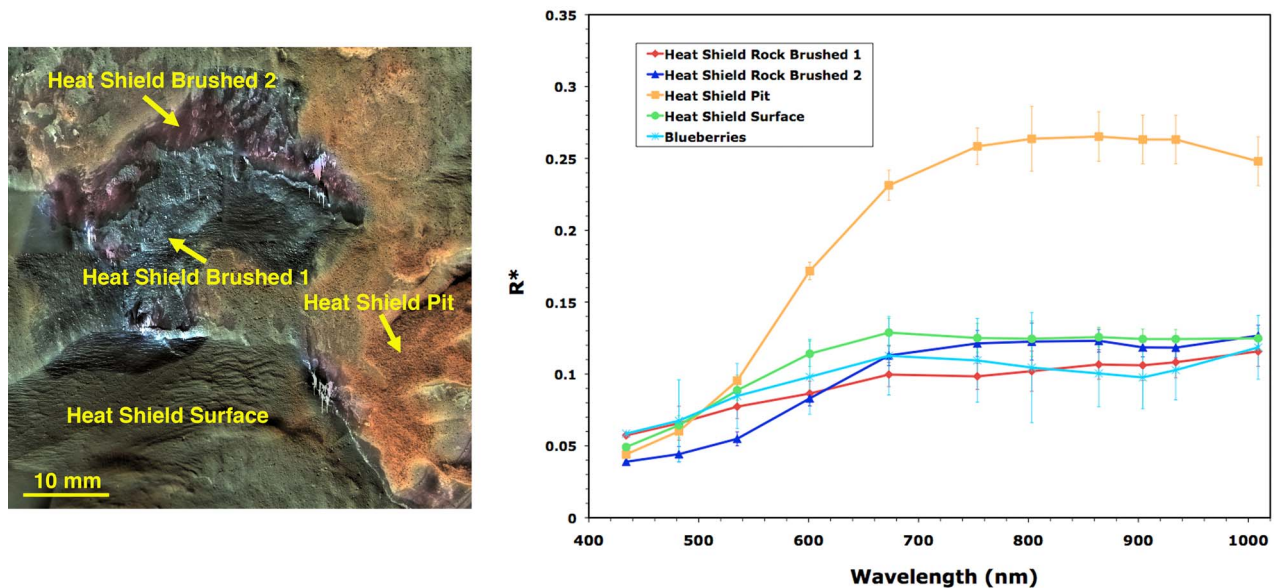 Heat Shield Brushed 2
Heat Shield Brushed 1
Heat Shield Pit
Heat Shield Surface
10 mm
0.35
0.3
0.25
0.2
0.15
0.1
0.05
0
R*
Heat Shield Rock Brushed 1
Heat Shield Rock Brushed 2
Heat Shield Pit
Heat Shield Surface
Blueberries
400 500 600 700 800 900 1000
Wavelength (nm)